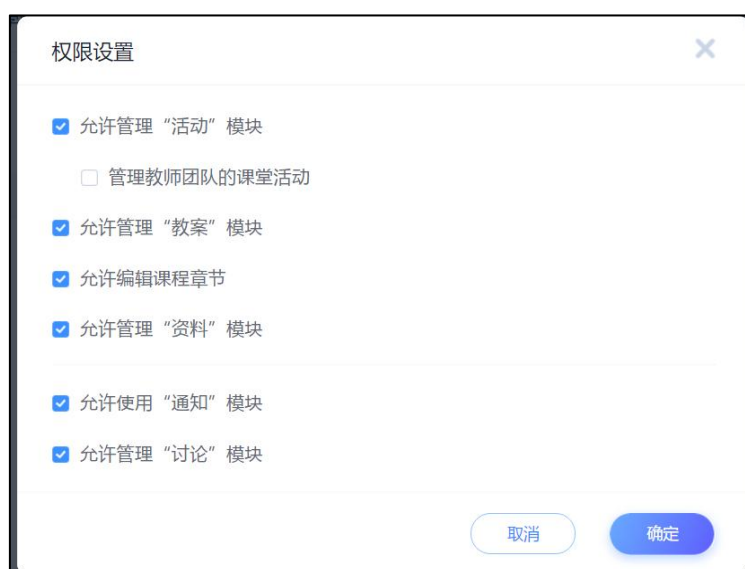 权限设置
允许管理“活动”模块
管理教师团队的课堂活动
允许管理“教案”模块
允许编辑课程章节
允许管理“资料”模块
允许使用“通知”模块
允许管理“讨论”模块
取消
确定